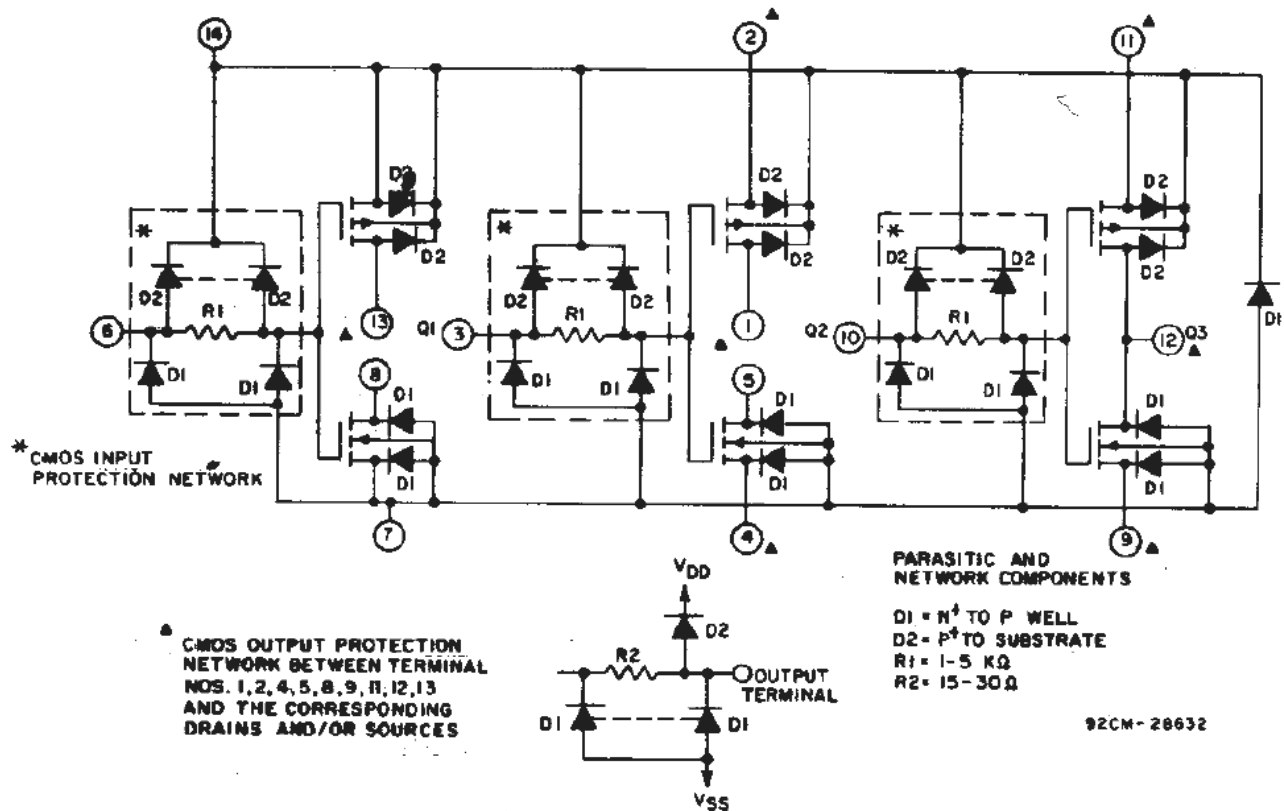 14
2 ▲
11 ▲
D2
D2
D2
D2
D2
D2
*
*
*
D2
D2
D2
D2
D2
D2
R1
R1
R1
6
13
▲
Q1
3
1
▲
Q2
10
12 Q3
▲
D1
D1
D1
D1
D1
D1
D1
D1
D1
8
5
D1
D1
D1
D1
7
4 ▲
9 ▲
* CMOS INPUT
PROTECTION NETWORK
▲ CMOS OUTPUT PROTECTION
NETWORK BETWEEN TERMINAL
NOS. 1,2,4,5,8,9,11,12,13
AND THE CORRESPONDING
DRAINS AND/OR SOURCES
VDD
D2
R2
OUTPUT
TERMINAL
D1
D1
VSS
PARASITIC AND
NETWORK COMPONENTS
D1 = N+ TO P WELL
D2 = P+ TO SUBSTRATE
R1 = 1-5 KΩ
R2 = 15-30 Ω
92CM-28632